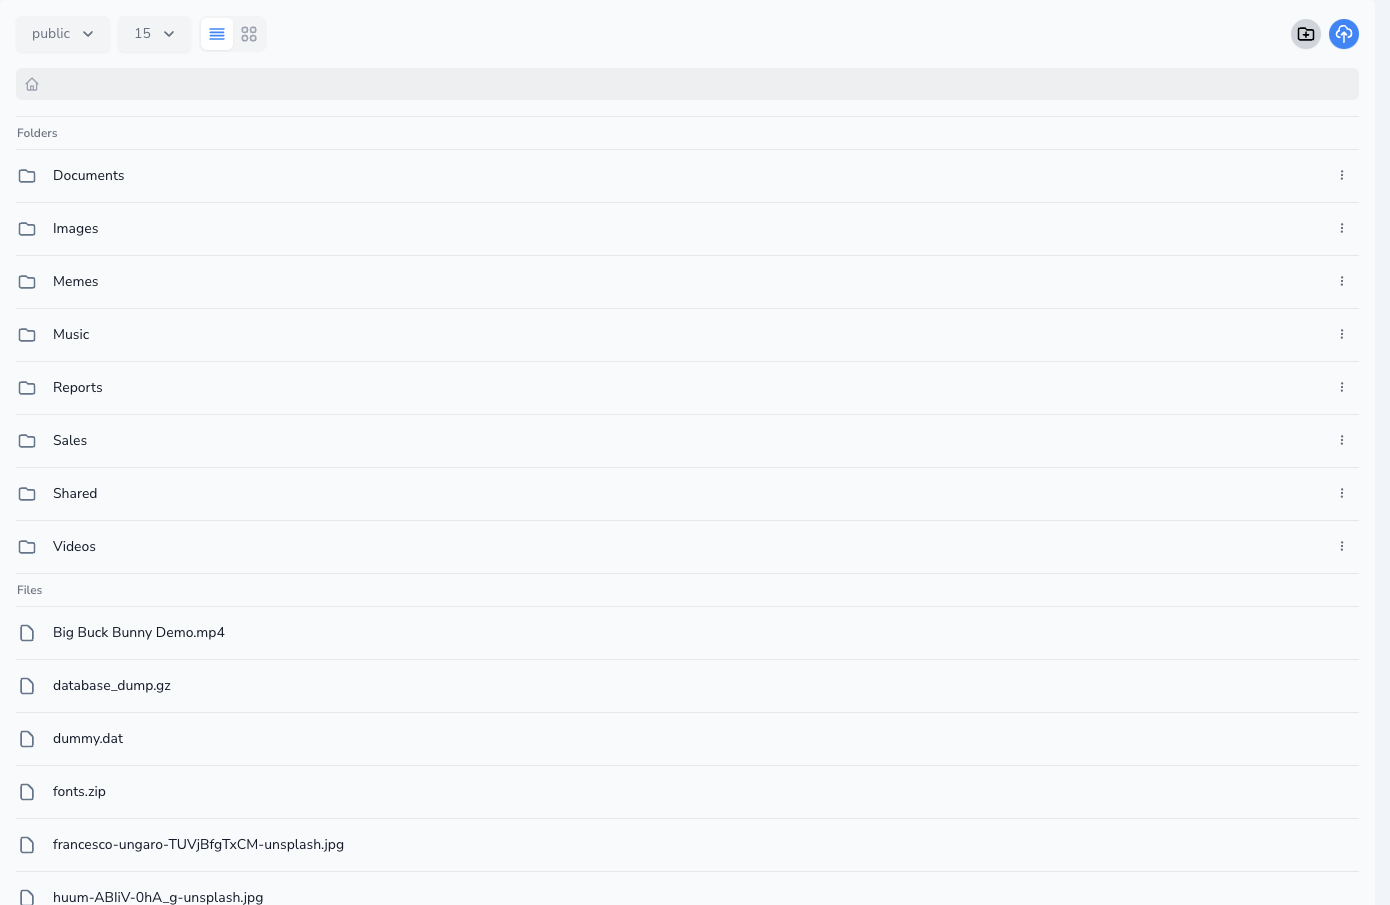 public
15
Folders
Documents
Images
Memes
Music
Reports
Sales
Shared
Videos
Files
Big Buck Bunny Demo.mp4
database_dump.gz
dummy.dat
fonts.zip
francesco-ungaro-TUVjBfgTxCM-unsplash.jpg
huum-ABIiV-0hA_g-unsplash.jpg